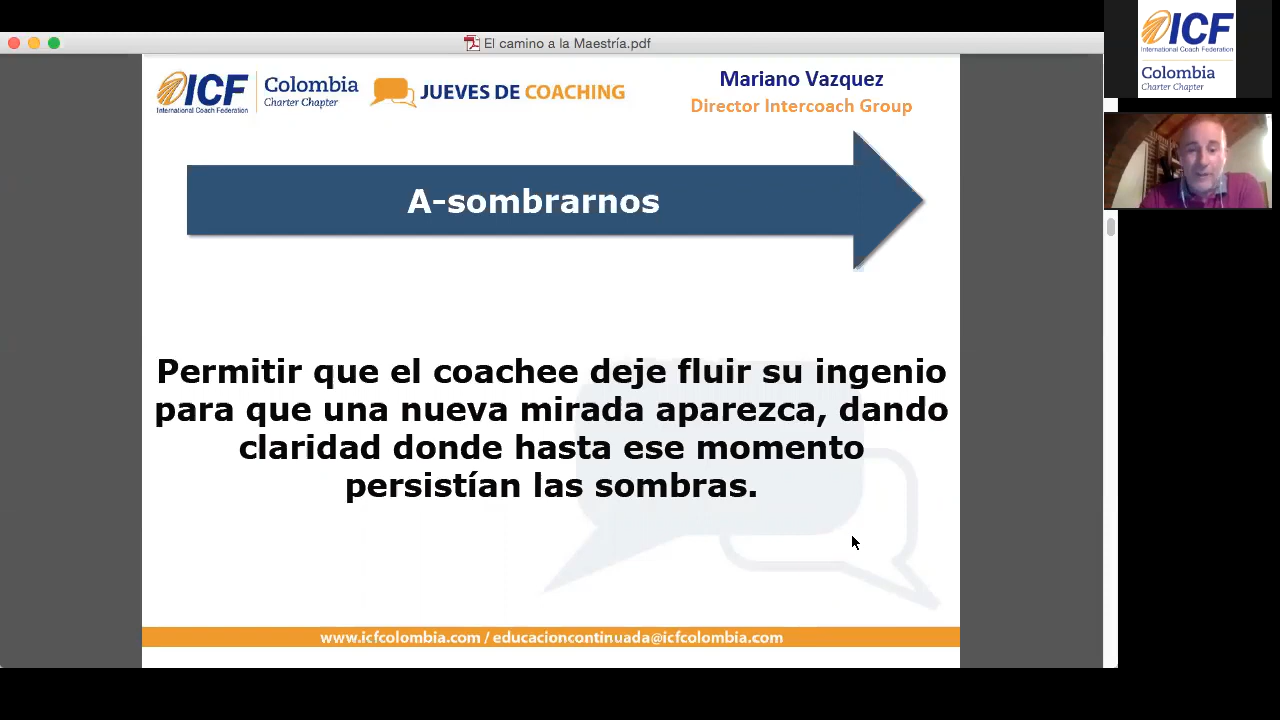 El camino a la Maestría.pdf
ICF
International Coach Federation
Colombia
Charter Chapter
JUEVES DE COACHING
Mariano Vazquez
Director Intercoach Group
A-sombrarnos
Permitir que el coachee deje fluir su ingenio
para que una nueva mirada aparezca, dando
claridad donde hasta ese momento
persistían las sombras.
www.icfcolombia.com / educacioncontinuada@icfcolombia.com
ICF
International Coach Federation
Colombia
Charter Chapter